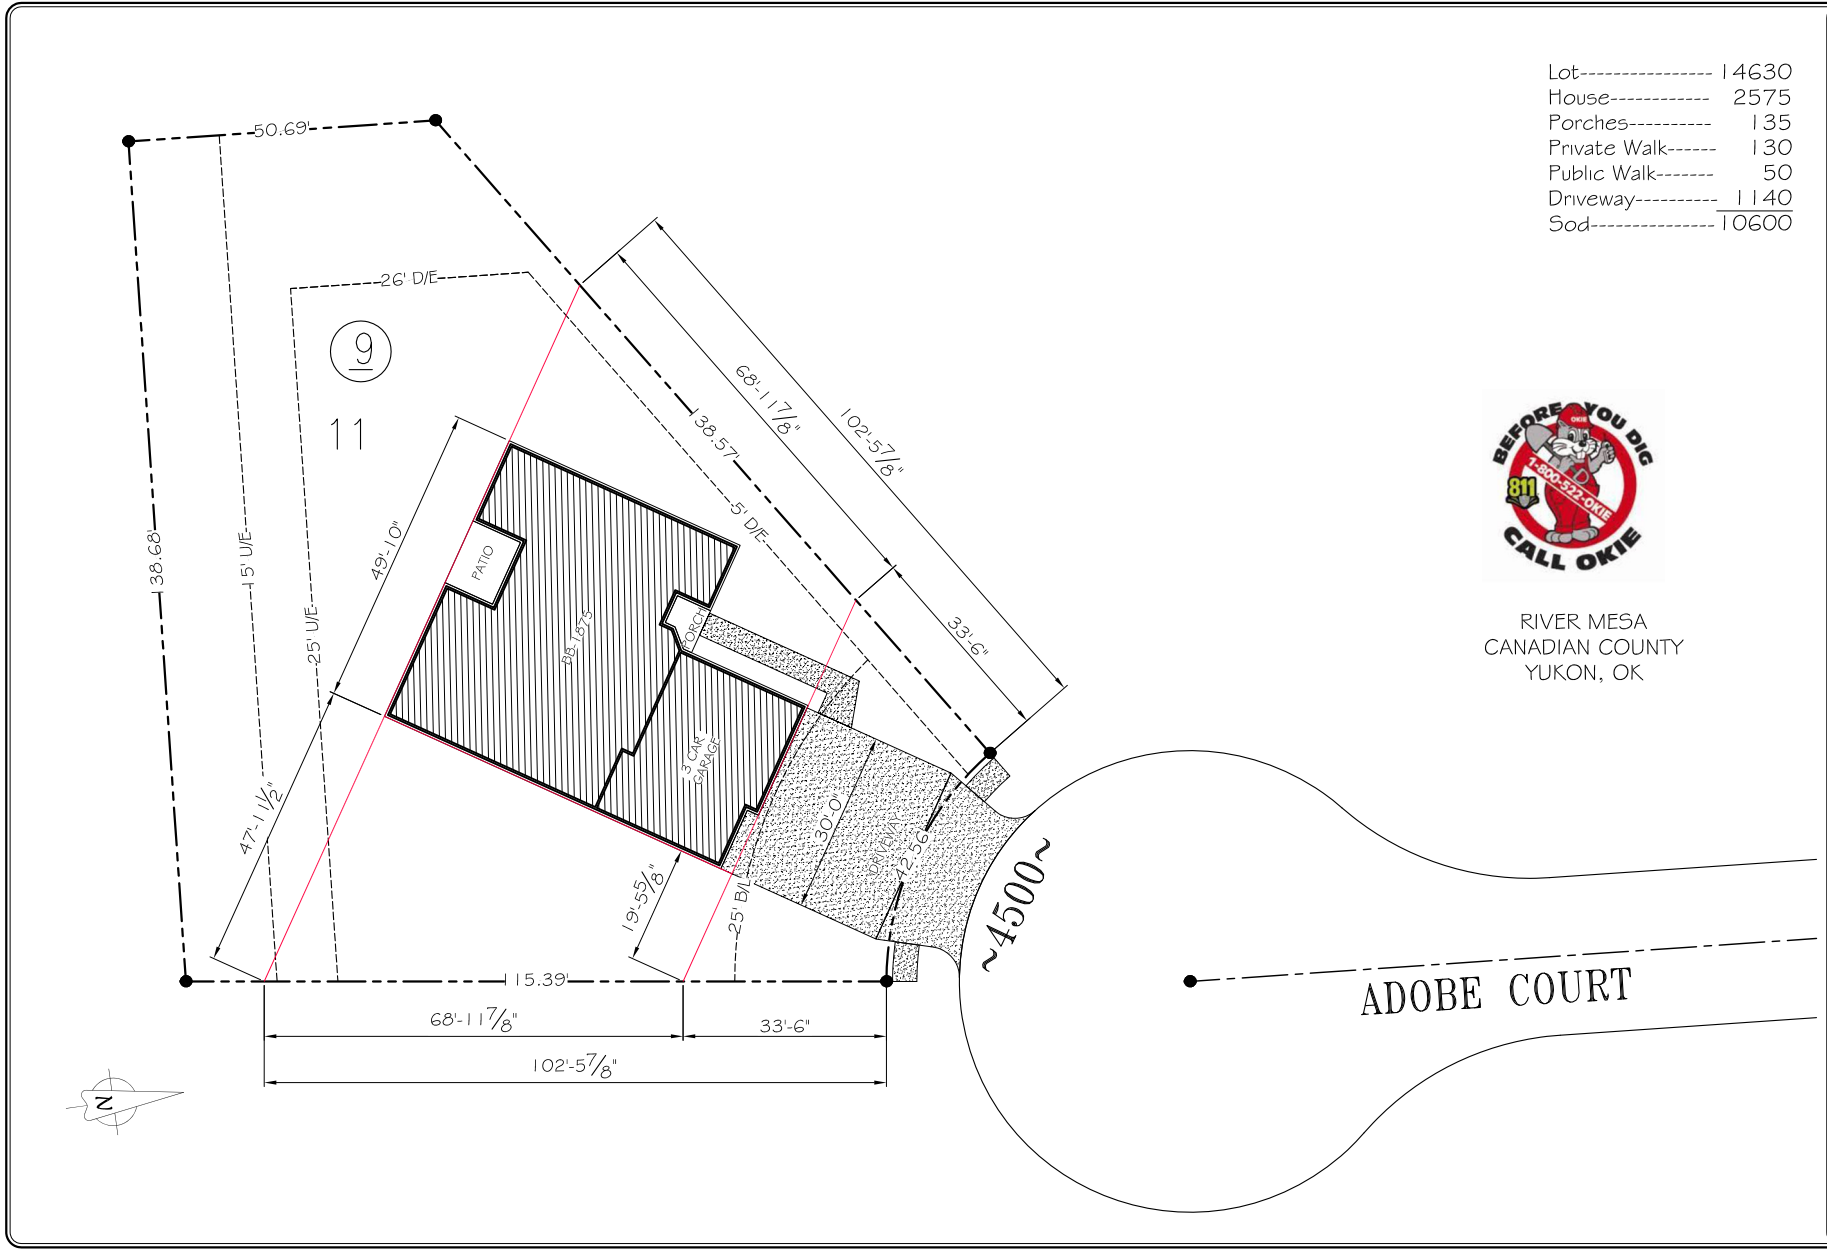 Lot---------------- 14630
House------------ 2575
Porches---------- 135
Private Walk------ 130
Public Walk------- 50
Driveway---------- 1140
Sod--------------- 10600
50.69'
26' D/E
9
11
138.68'
15' U/E
25' U/E
138.57'
5' D/E
68'-11 7/8"
102'-5 7/8"
33'-6"
49'-10"
47'-11 1/2"
PATIO
BB-1875
PORCH
3 CAR
GARAGE
19'-5 5/8"
25' B/L
30'-0"
DRIVEWAY
42.56'
~4500~
115.39'
68'-11 7/8"
33'-6"
102'-5 7/8"
N
ADOBE COURT
BEFORE YOU DIG
OKIE
1-800-522-OKIE
811
CALL OKIE
RIVER MESA
CANADIAN COUNTY
YUKON, OK